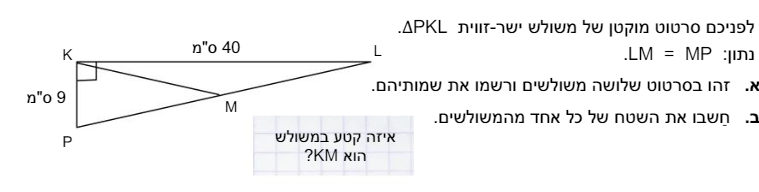 לפניכם סרטוט מוקטן של משולש ישר-זווית ΔPKL.
נתון: LM = MP.
א. זהו בסרטוט שלושה משולשים ורשמו את שמותיהם.
ב. חַשבו את השטח של כל אחד מהמשולשים.
K
40 ס"מ
L
9 ס"מ
M
P
איזה קטע במשולש
הוא KM?